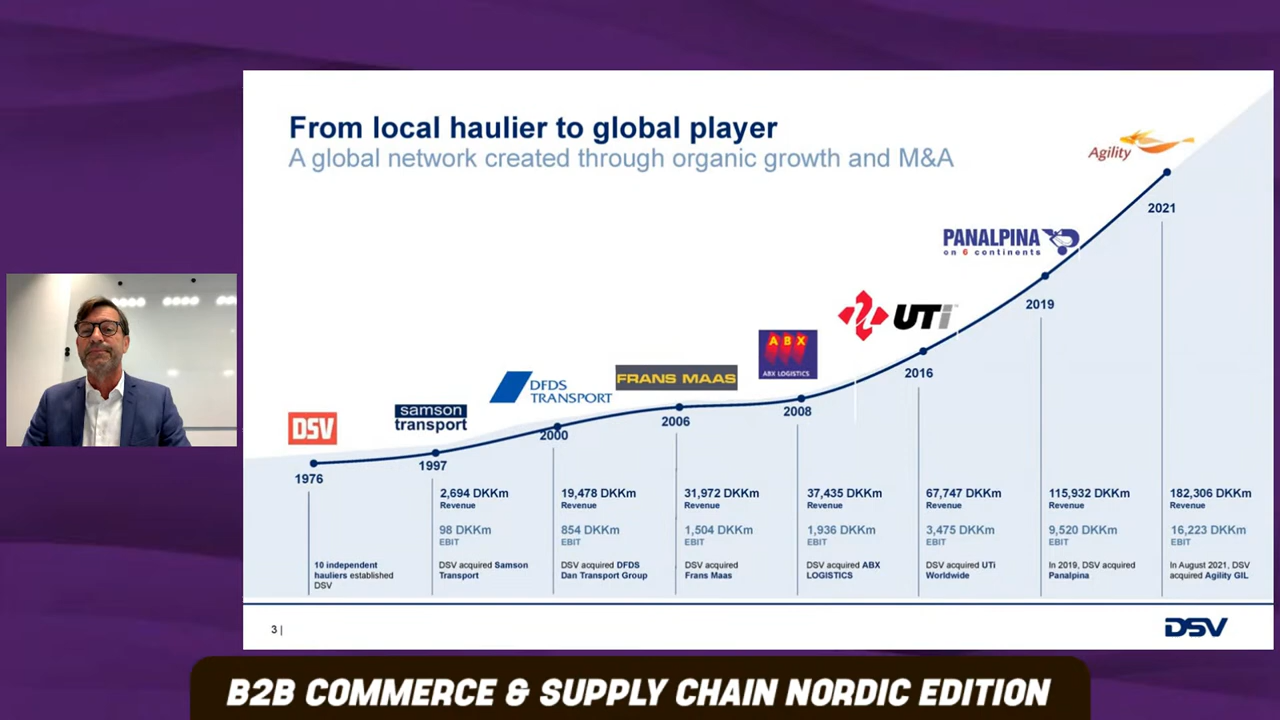 From local haulier to global player
A global network created through organic growth and M&A
Agility
2021
PANALPINA
on 6 continents
2019
UTi
2016
ABX
ABX LOGISTICS
2008
FRANS MAAS
2006
DFDS
TRANSPORT
2000
samson
transport
1997
DSV
1976
2,694 DKKm
Revenue
98 DKKm
EBIT
19,478 DKKm
Revenue
854 DKKm
EBIT
31,972 DKKm
Revenue
1,504 DKKm
EBIT
37,435 DKKm
Revenue
1,936 DKKm
EBIT
67,747 DKKm
Revenue
3,475 DKKm
EBIT
115,932 DKKm
Revenue
9,520 DKKm
EBIT
182,306 DKKm
Revenue
16,223 DKKm
EBIT
10 independent
hauliers established
DSV
DSV acquired Samson
Transport
DSV acquired DFDS
Dan Transport Group
DSV acquired
Frans Maas
DSV acquired ABX
LOGISTICS
DSV acquired UTi
Worldwide
In 2019, DSV acquired
Panalpina
In August 2021, DSV
acquired Agility GIL
3 |
DSV
B2B COMMERCE & SUPPLY CHAIN NORDIC EDITION